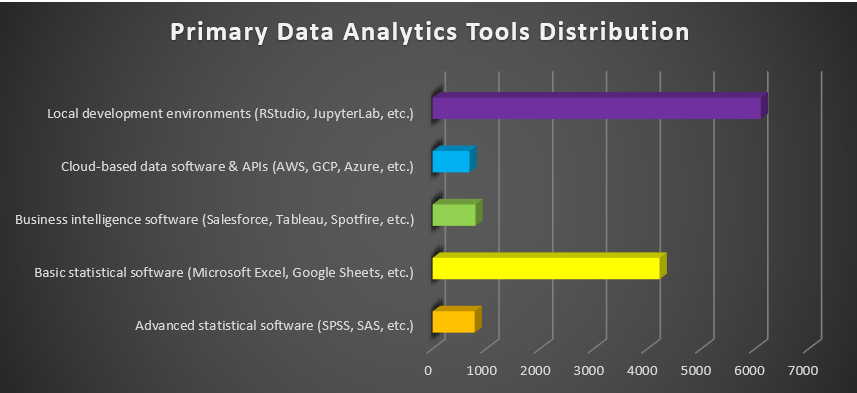 Primary Data Analytics Tools Distribution
Local development environments (RStudio, JupyterLab, etc.)
Cloud-based data software & APIs (AWS, GCP, Azure, etc.)
Business intelligence software (Salesforce, Tableau, Spotfire, etc.)
Basic statistical software (Microsoft Excel, Google Sheets, etc.)
Advanced statistical software (SPSS, SAS, etc.)
0 1000 2000 3000 4000 5000 6000 7000